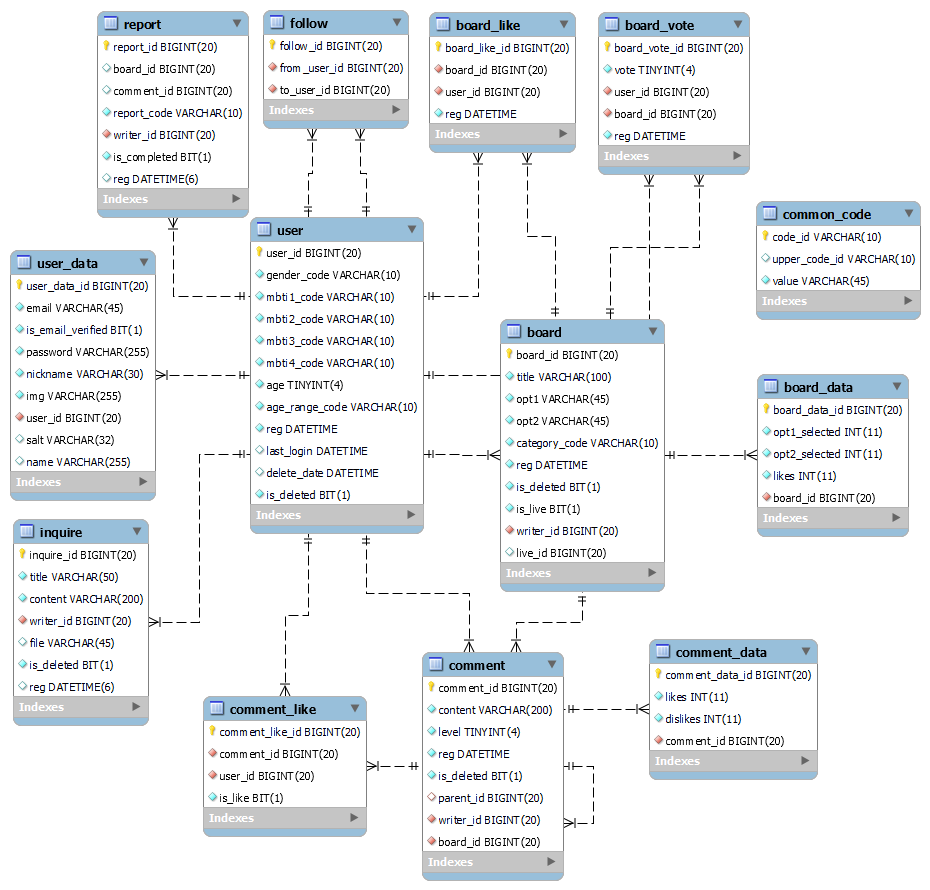 report
report_id BIGINT(20)
board_id BIGINT(20)
comment_id BIGINT(20)
report_code VARCHAR(10)
writer_id BIGINT(20)
is_completed BIT(1)
reg DATETIME(6)
Indexes
follow
follow_id BIGINT(20)
from_user_id BIGINT(20)
to_user_id BIGINT(20)
Indexes
board_like
board_like_id BIGINT(20)
board_id BIGINT(20)
user_id BIGINT(20)
reg DATETIME
Indexes
board_vote
board_vote_id BIGINT(20)
vote TINYINT(4)
user_id BIGINT(20)
board_id BIGINT(20)
reg DATETIME
Indexes
common_code
code_id VARCHAR(10)
upper_code_id VARCHAR(10)
value VARCHAR(45)
Indexes
user_data
user_data_id BIGINT(20)
email VARCHAR(45)
is_email_verified BIT(1)
password VARCHAR(255)
nickname VARCHAR(30)
img VARCHAR(255)
user_id BIGINT(20)
salt VARCHAR(32)
name VARCHAR(255)
Indexes
user
user_id BIGINT(20)
gender_code VARCHAR(10)
mbti1_code VARCHAR(10)
mbti2_code VARCHAR(10)
mbti3_code VARCHAR(10)
mbti4_code VARCHAR(10)
age TINYINT(4)
age_range_code VARCHAR(10)
reg DATETIME
last_login DATETIME
delete_date DATETIME
is_deleted BIT(1)
Indexes
board
board_id BIGINT(20)
title VARCHAR(100)
opt1 VARCHAR(45)
opt2 VARCHAR(45)
category_code VARCHAR(10)
reg DATETIME
is_deleted BIT(1)
is_live BIT(1)
writer_id BIGINT(20)
live_id BIGINT(20)
Indexes
board_data
board_data_id BIGINT(20)
opt1_selected INT(11)
opt2_selected INT(11)
likes INT(11)
board_id BIGINT(20)
Indexes
inquire
inquire_id BIGINT(20)
title VARCHAR(50)
content VARCHAR(200)
writer_id BIGINT(20)
file VARCHAR(45)
is_deleted BIT(1)
reg DATETIME(6)
Indexes
comment_like
comment_like_id BIGINT(20)
comment_id BIGINT(20)
user_id BIGINT(20)
is_like BIT(1)
Indexes
comment
comment_id BIGINT(20)
content VARCHAR(200)
level TINYINT(4)
reg DATETIME
is_deleted BIT(1)
parent_id BIGINT(20)
writer_id BIGINT(20)
board_id BIGINT(20)
Indexes
comment_data
comment_data_id BIGINT(20)
likes INT(11)
dislikes INT(11)
comment_id BIGINT(20)
Indexes